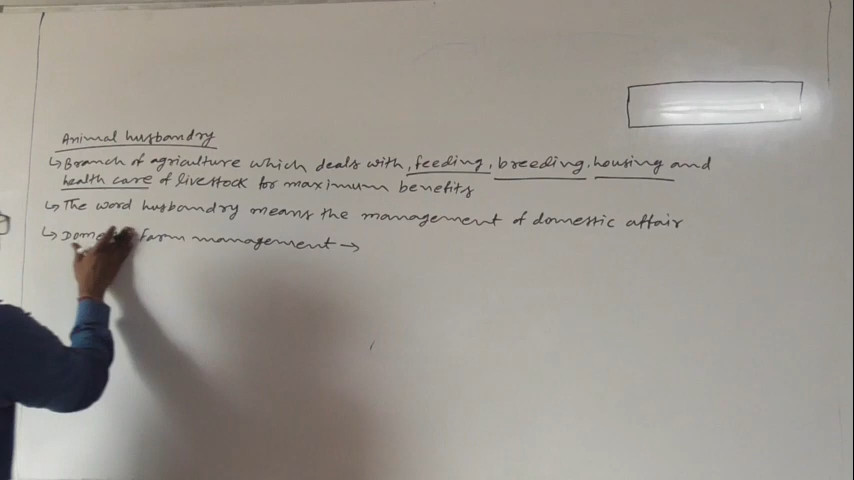 Animal husbandry
↳ Branch of agriculture which deals with, feeding, breeding, housing and
health care of livestock for maximum benefits
↳ The word husbandry means the management of domestic affair
↳ farm management →